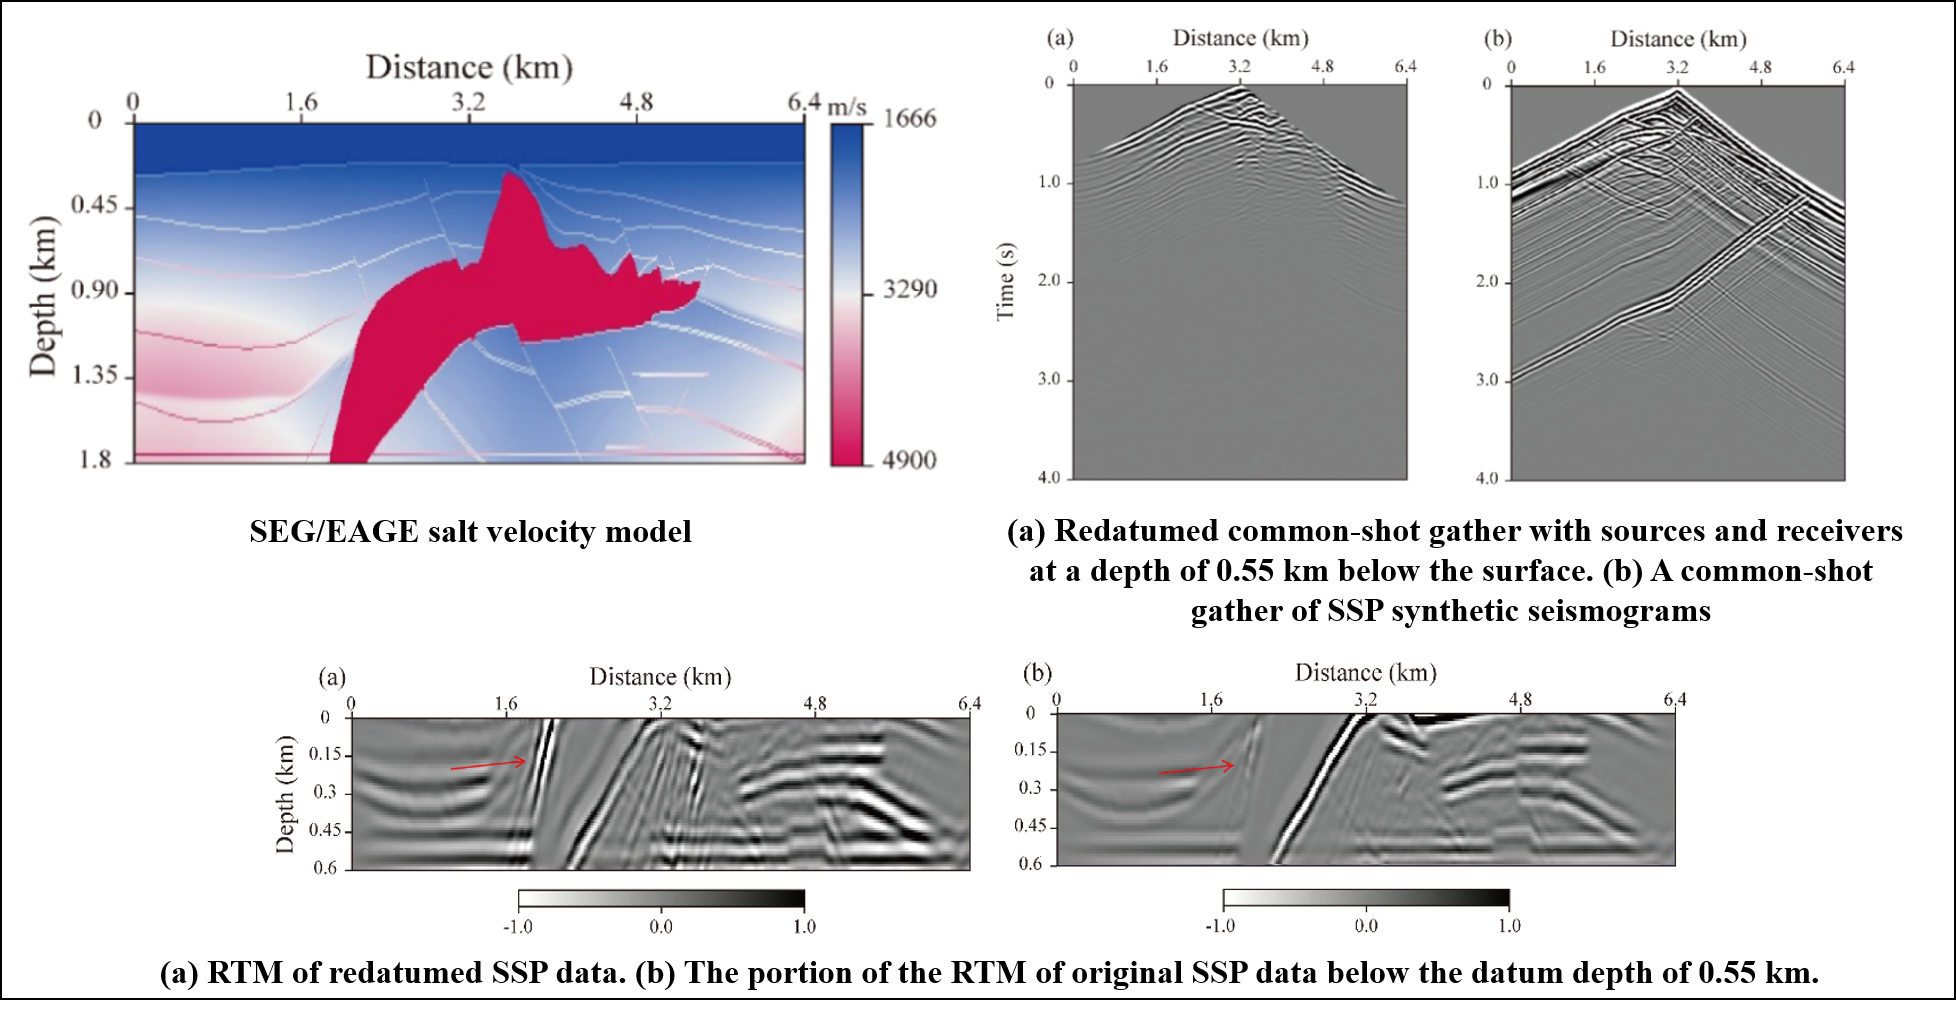 Distance (km)
0 1.6 3.2 4.8 6.4 m/s
0
0.45
0.90
1.35
1.8
Depth (km)
1666
3290
4900
SEG/EAGE salt velocity model
(a) Distance (km)
0 1.6 3.2 4.8 6.4
0
1.0
2.0
3.0
4.0
Time (s)
(b) Distance (km)
0 1.6 3.2 4.8 6.4
0
1.0
2.0
3.0
4.0
(a) Redatumed common-shot gather with sources and receivers
at a depth of 0.55 km below the surface. (b) A common-shot
gather of SSP synthetic seismograms
(a) Distance (km)
0 1.6 3.2 4.8 6.4
0
0.15
0.3
0.45
0.6
Depth (km)
-1.0 0.0 1.0
(b) Distance (km)
0 1.6 3.2 4.8 6.4
0
0.15
0.3
0.45
0.6
-1.0 0.0 1.0
(a) RTM of redatumed SSP data. (b) The portion of the RTM of original SSP data below the datum depth of 0.55 km.